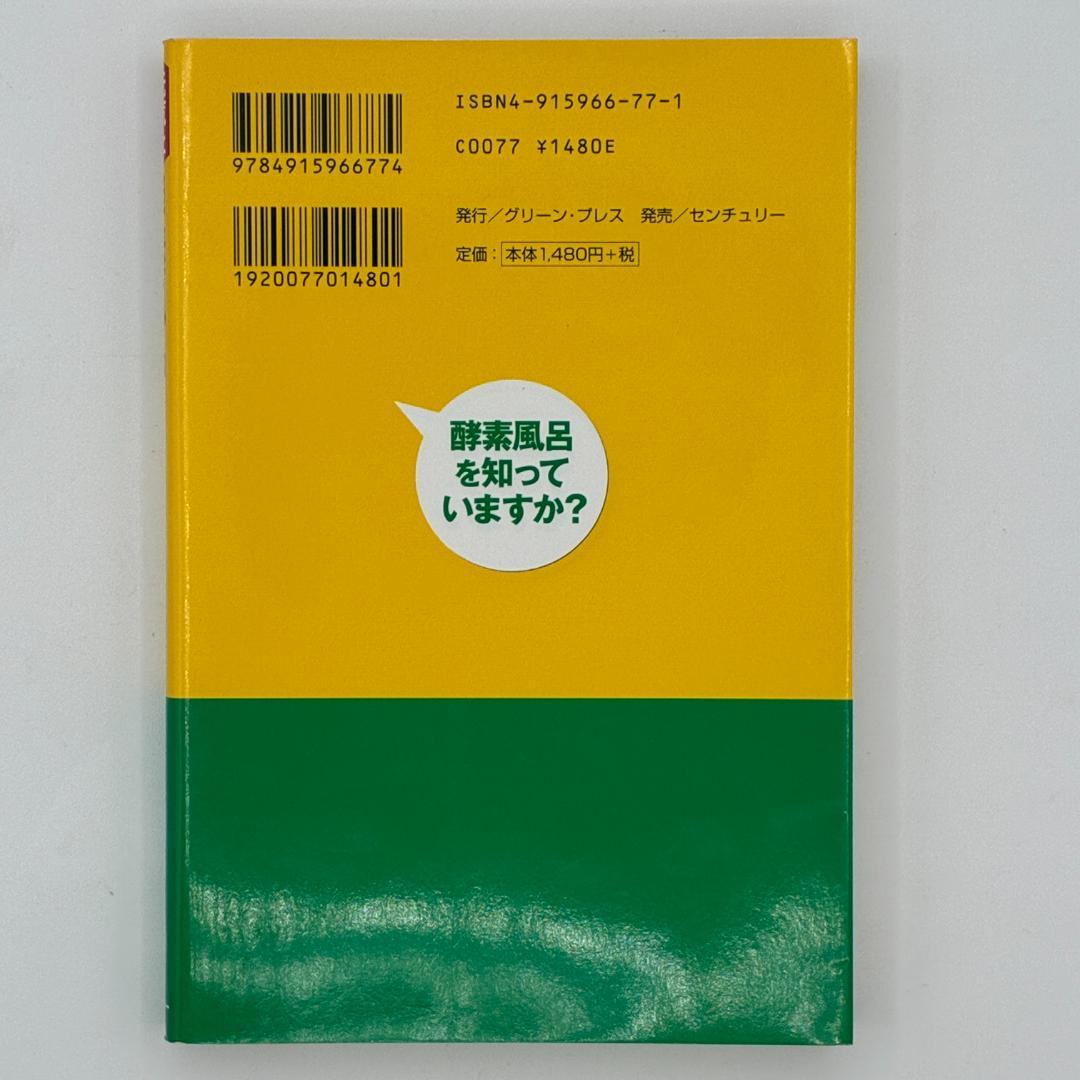 9784915966774
1920077014801
ISBN4-915966-77-1
C0077 ¥1480E
発行／グリーン・プレス 発売／センチュリー
定価：本体1,480円+税
酵素風呂
を知って
いますか？